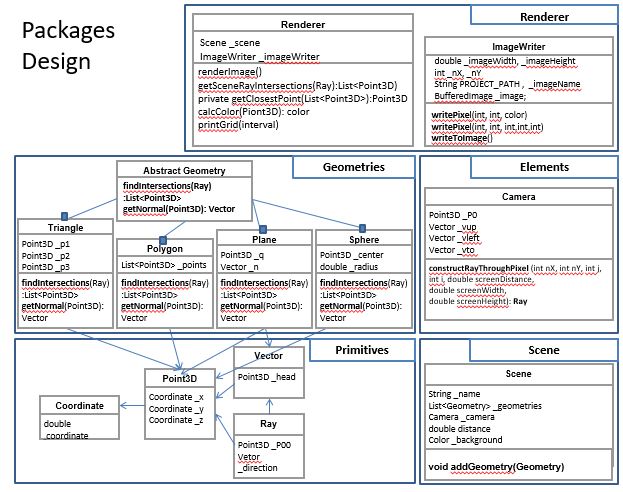 Packages
Design
Renderer
Renderer
Scene _scene
ImageWriter _imageWriter
renderImage()
getSceneRayIntersections(Ray):List<Point3D)
private getClosestPoint(List<Point3D>):Point3D
calcColor(Piont3D): color
printGrid(interval)
ImageWriter
double _imageWidth, _imageHeight
int _nX, _nY
String PROJECT_PATH , _imageName
BufferedImage _image;
writePixel(int, int, color)
writePixel(int, int, int,int,int)
writeToImage()
Geometries
Abstract Geometry
findIntersections(Ray)
:List<Point3D>
getNormal(Point3D): Vector
Triangle
Point3D _p1
Point3D _p2
Point3D _p3
findIntersections(Ray)
:List<Point3D>
getNormal(Point3D):
Vector
Polygon
List<Point3D> _points
findIntersections(Ray)
:List<Point3D>
getNormal(Point3D):
Vector
Plane
Point3D _q
Vector _n
findIntersections(Ray)
:List<Point3D>
getNormal(Point3D):
Vector
Sphere
Point3D _center
double _radius
findIntersections(Ray)
:List<Point3D>
getNormal(Point3D):
Vector
Elements
Camera
Point3D _P0
Vector _vup
Vector _vleft
Vector _vto
constructRayThroughPixel (int nX, int nY, int j,
int i, double screenDistance,
double screenWidth,
double screenHeight): Ray
Primitives
Vector
Point3D _head
Point3D
Coordinate _x
Coordinate _y
Coordinate _z
Coordinate
double
_coordinate
Ray
Point3D _P00
Vetor
_direction
Scene
Scene
String _name
List<Geometry> _geometries
Camera _camera
double distance
Color _background
void addGeometry(Geometry)